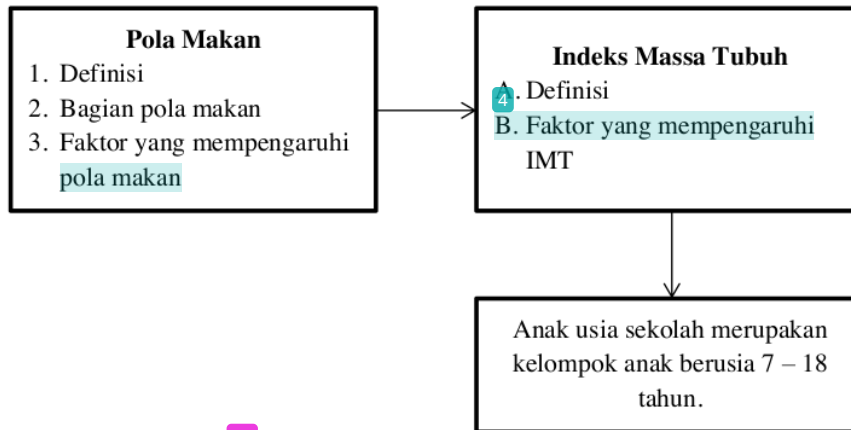 Pola Makan
1. Definisi
2. Bagian pola makan
3. Faktor yang mempengaruhi
pola makan
Indeks Massa Tubuh
A. Definisi
4
B. Faktor yang mempengaruhi
IMT
Anak usia sekolah merupakan
kelompok anak berusia 7 – 18
tahun.